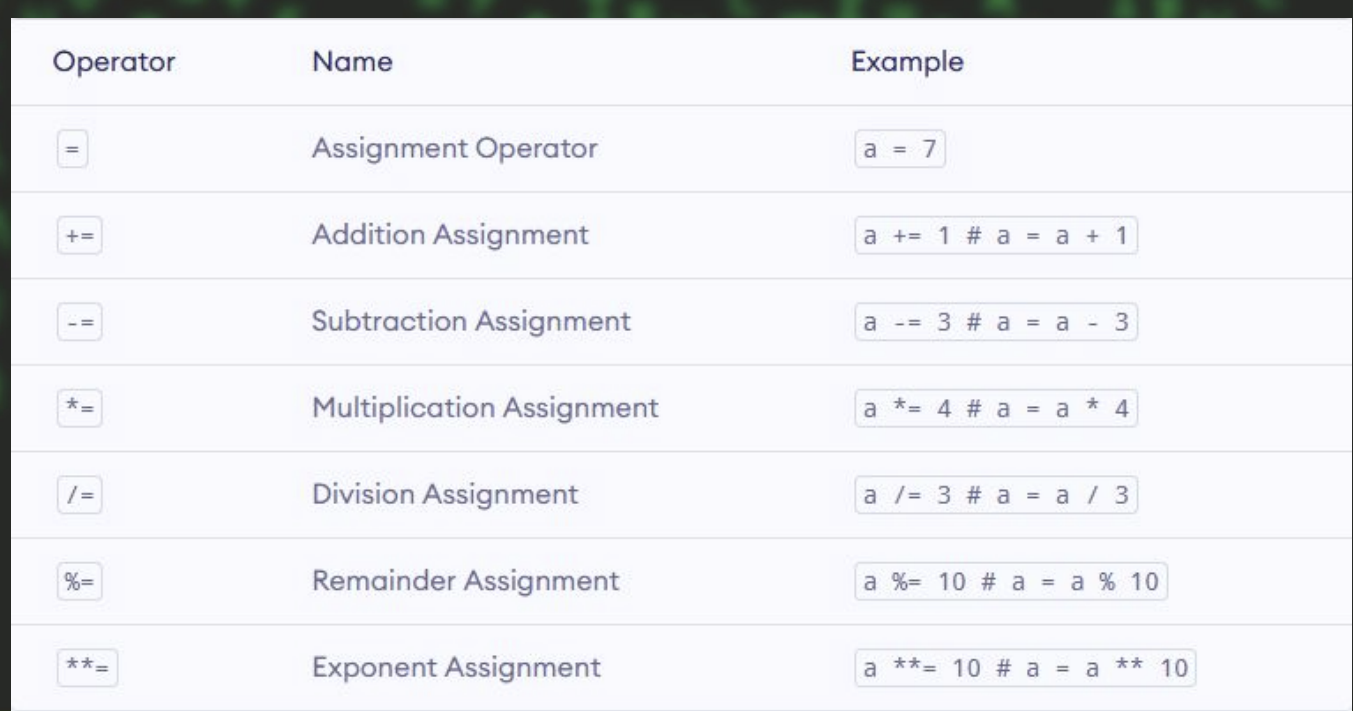 Operator Name Example
= Assignment Operator a = 7
+= Addition Assignment a += 1 # a = a + 1
-= Subtraction Assignment a -= 3 # a = a - 3
*= Multiplication Assignment a *= 4 # a = a * 4
/= Division Assignment a /= 3 # a = a / 3
%= Remainder Assignment a %= 10 # a = a % 10
**= Exponent Assignment a **= 10 # a = a ** 10